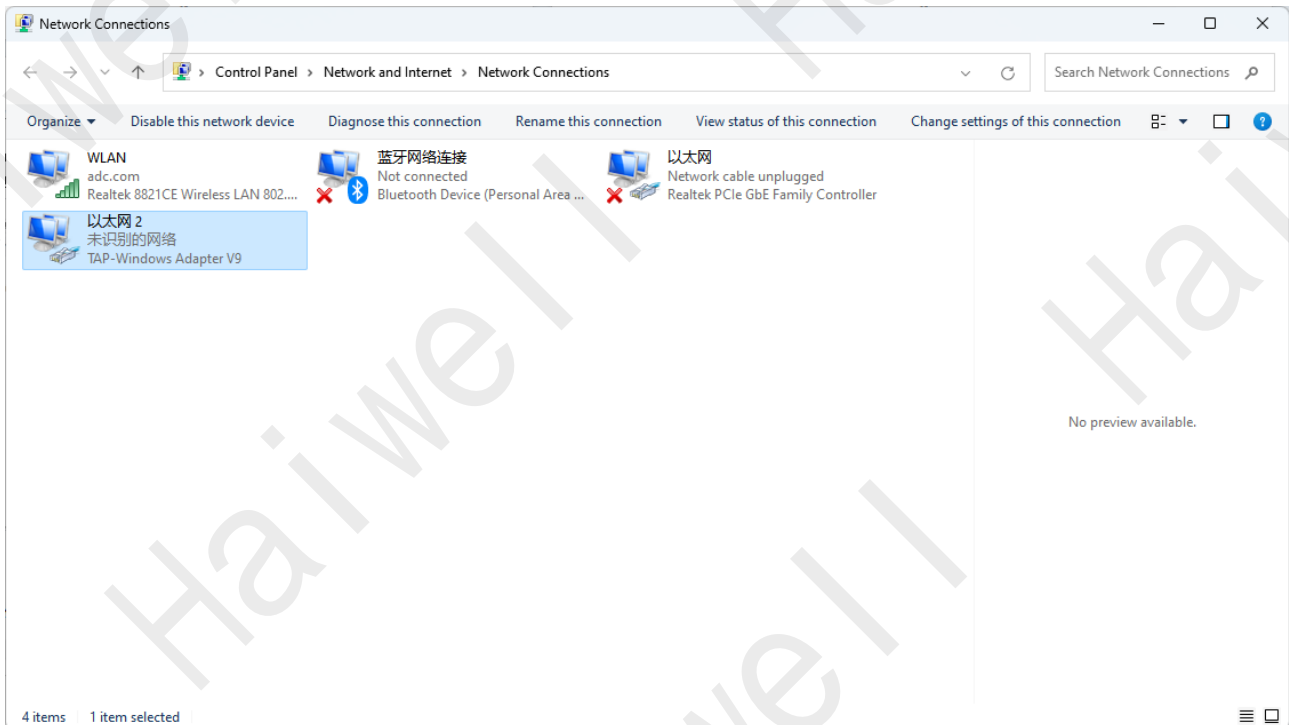 Network Connections
Control Panel > Network and Internet > Network Connections
Search Network Connections
Organize
Disable this network device
Diagnose this connection
Rename this connection
View status of this connection
Change settings of this connection
WLAN
adc.com
Realtek 8821CE Wireless LAN 802....
蓝牙网络连接
Not connected
Bluetooth Device (Personal Area ...
以太网
Network cable unplugged
Realtek PCIe GbE Family Controller
以太网 2
未识别的网络
TAP-Windows Adapter V9
No preview available.
4 items
1 item selected
Haiwell